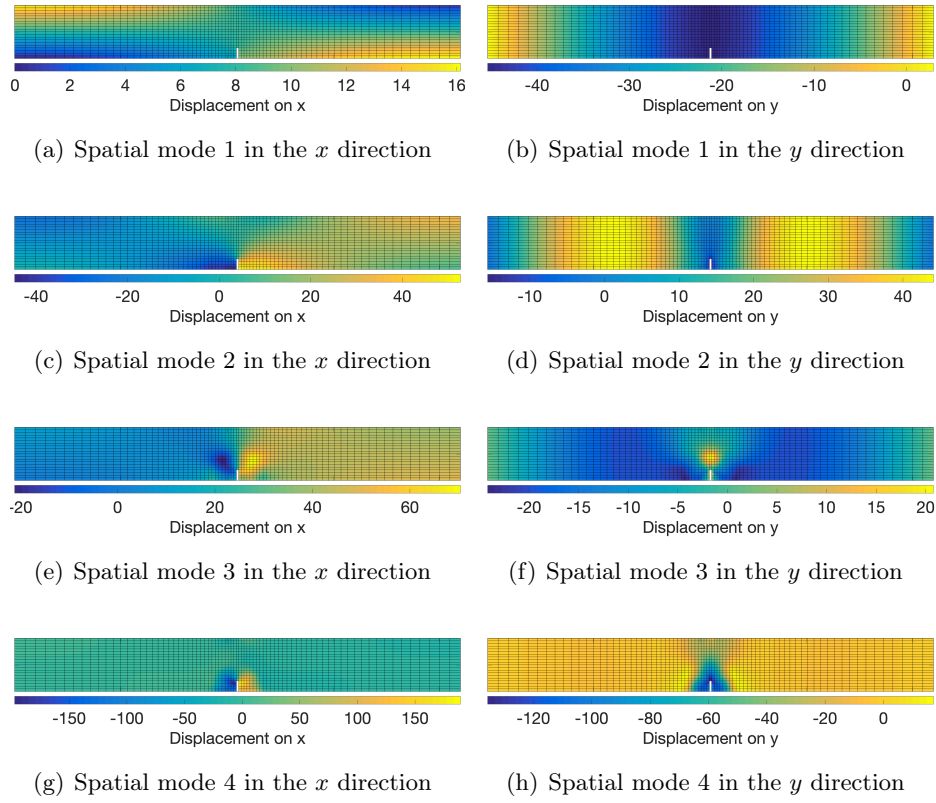 0 2 4 6 8 10 12 14 16
Displacement on x
(a) Spatial mode 1 in the x direction
-40 -30 -20 -10 0
Displacement on y
(b) Spatial mode 1 in the y direction
-40 -20 0 20 40
Displacement on x
(c) Spatial mode 2 in the x direction
-10 0 10 20 30 40
Displacement on y
(d) Spatial mode 2 in the y direction
-20 0 20 40 60
Displacement on x
(e) Spatial mode 3 in the x direction
-20 -15 -10 -5 0 5 10 15 20
Displacement on y
(f) Spatial mode 3 in the y direction
-150 -100 -50 0 50 100 150
Displacement on x
(g) Spatial mode 4 in the x direction
-120 -100 -80 -60 -40 -20 0
Displacement on y
(h) Spatial mode 4 in the y direction